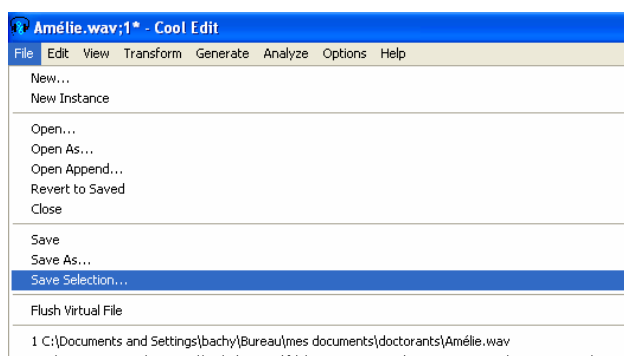 Amélie.wav;1* - Cool Edit
File Edit View Transform Generate Analyze Options Help
New...
New Instance
Open...
Open As...
Open Append...
Revert to Saved
Close
Save
Save As...
Save Selection...
Flush Virtual File
1 C:\Documents and Settings\bachy\Bureau\mes documents\doctorants\Amélie.wav